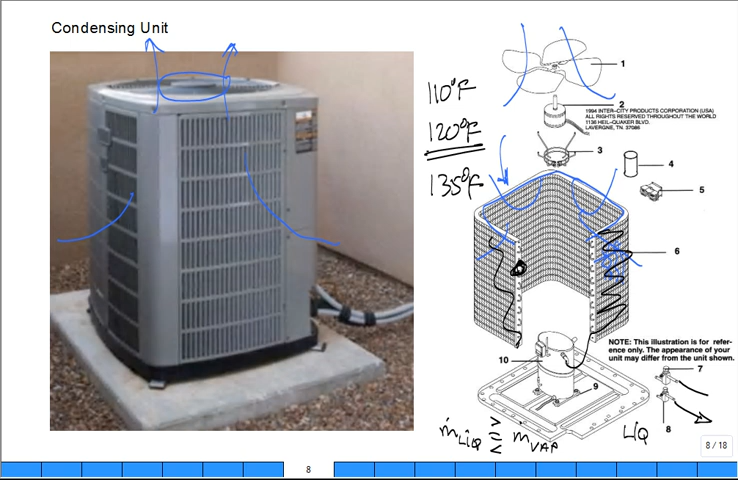 Condensing Unit
110°F
120°F
135°F
1
2
1994 INTER-CITY PRODUCTS CORPORATION (USA)
ALL RIGHTS RESERVED THROUGHOUT THE WORLD
1136 HEIL-QUAKER BLVD.
LAVERGNE, TN. 37086
3
4
5
6
NOTE: This illustration is for refer-
ence only. The appearance of your
unit may differ from the unit shown.
7
10
9
8
ṁLIQ > = < ṁVAP
LIQ
8 / 18
8